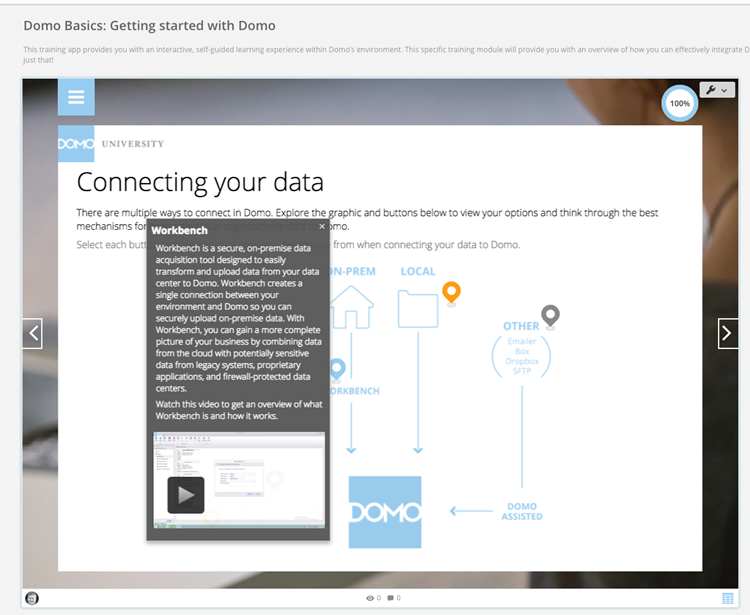 Domo Basics: Getting started with Domo
This training app provides you with an interactive, self-guided learning experience within Domo's environment. This specific training module will provide you with an overview of how you can effectively integrate D
just that!
100%
DOMO UNIVERSITY
Connecting your data
There are multiple ways to connect in Domo. Explore the graphic and buttons below to view your options and think through the best
mechanisms for
omo.
Select each butt
from when connecting your data to Domo.
Workbench ×
Workbench is a secure, on-premise data
acquisition tool designed to easily
transform and upload data from your data
center to Domo. Workbench creates a
single connection between your
environment and Domo so you can
securely upload on-premise data. With
Workbench, you can gain a more complete
picture of your business by combining data
from the cloud with potentially sensitive
data from legacy systems, proprietary
applications, and firewall-protected data
centers.
Watch this video to get an overview of what
Workbench is and how it works.
N-PREM
LOCAL
ORKBENCH
OTHER
Emailer
Box
Dropbox
SFTP
DOMO
DOMO
ASSISTED
0 0